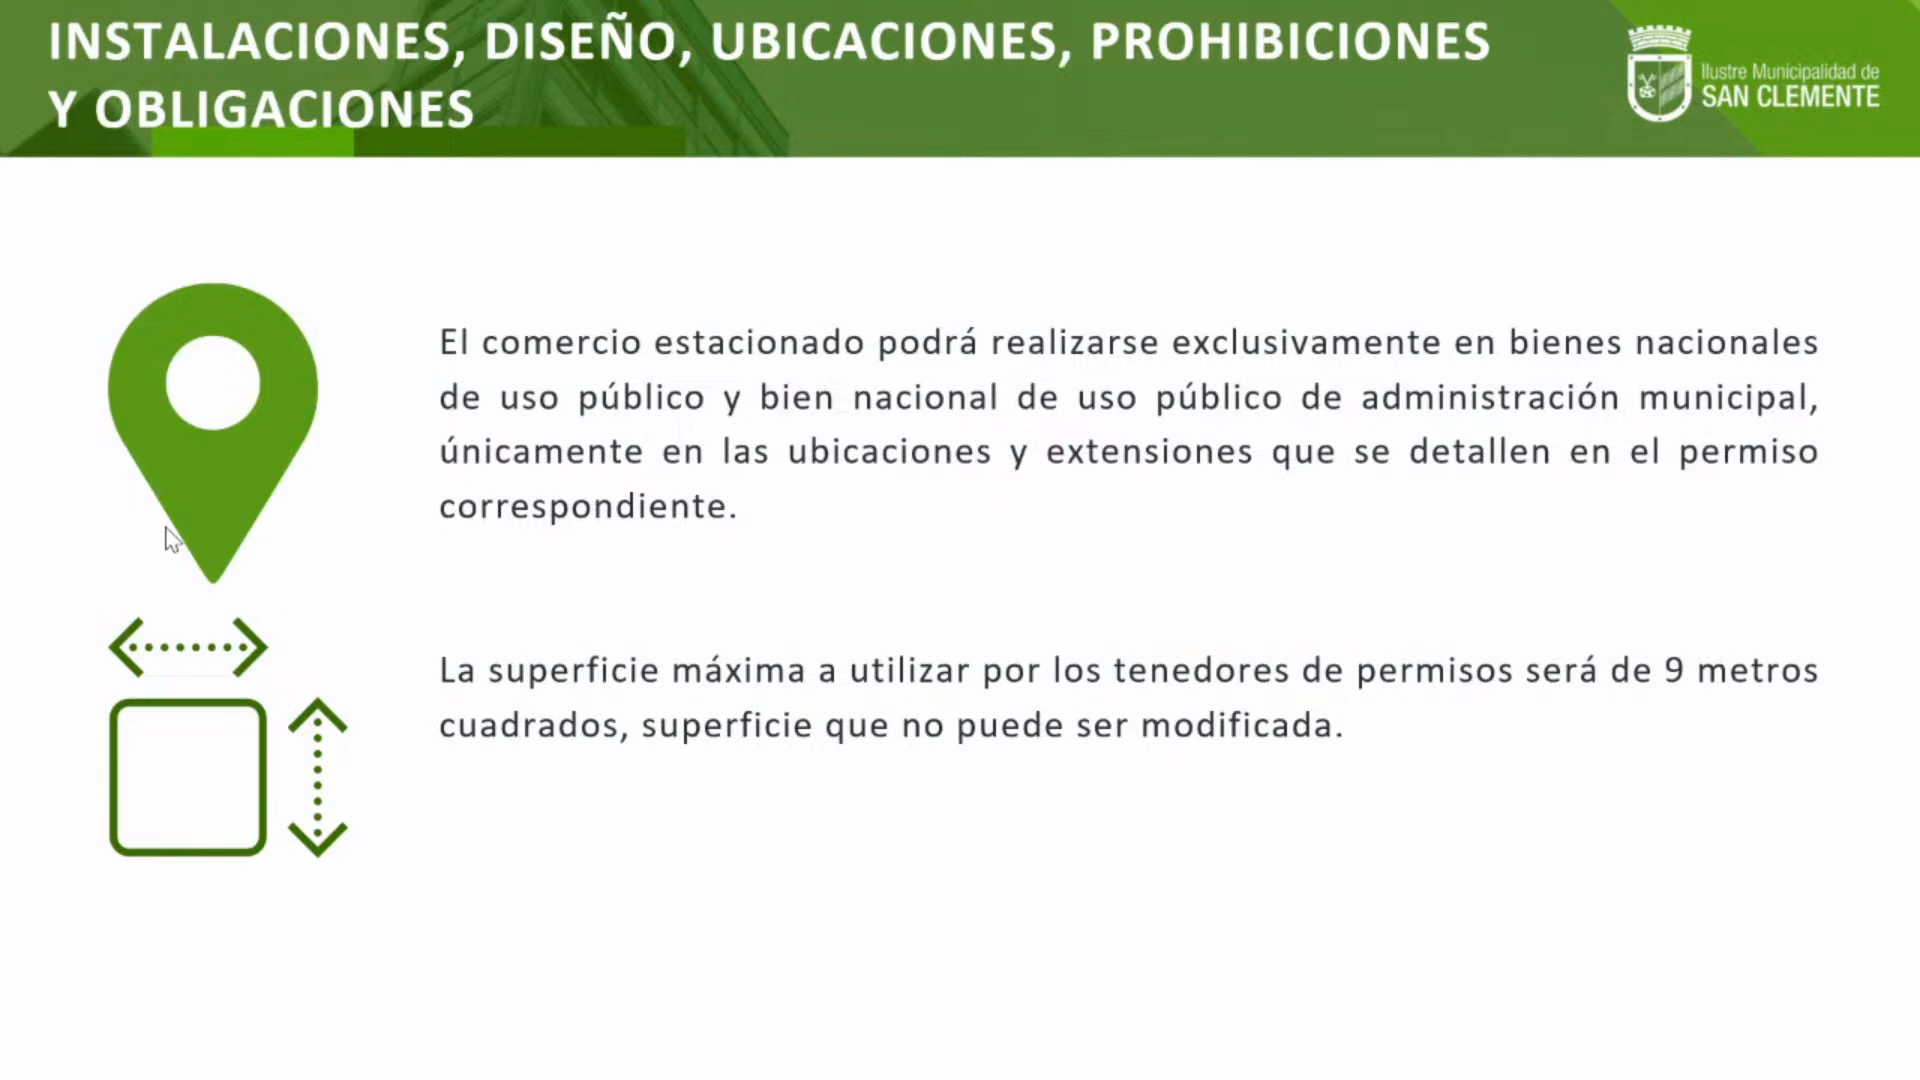 INSTALACIONES, DISEÑO, UBICACIONES, PROHIBICIONES
Y OBLIGACIONES
Ilustre Municipalidad de
SAN CLEMENTE
El comercio estacionado podrá realizarse exclusivamente en bienes nacionales
de uso público y bien nacional de uso público de administración municipal,
únicamente en las ubicaciones y extensiones que se detallen en el permiso
correspondiente.
La superficie máxima a utilizar por los tenedores de permisos será de 9 metros
cuadrados, superficie que no puede ser modificada.